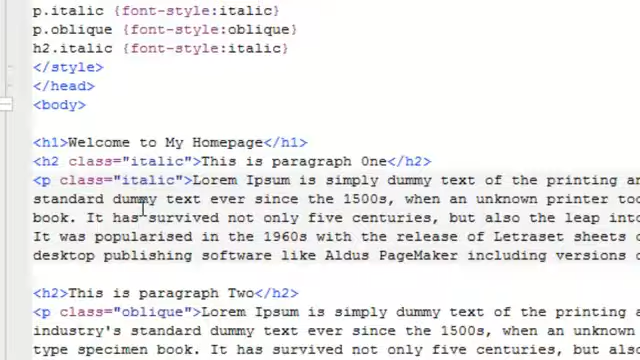 p.italic {font-style:italic}
p.oblique {font-style:oblique}
h2.italic {font-style:italic}
</style>
</head>
<body>
<h1>Welcome to My Homepage</h1>
<h2 class="italic">This is paragraph One</h2>
<p class="italic">Lorem Ipsum is simply dummy text of the printing
standard dummy text ever since the 1500s, when an unknown printer
book. It has survived not only five centuries, but also the leap
It was popularised in the 1960s with the release of Letraset sheets
desktop publishing software like Aldus PageMaker including versions
<h2>This is paragraph Two</h2>
<p class="oblique">Lorem Ipsum is simply dummy text of the printing
industry's standard dummy text ever since the 1500s, when an unknown
type specimen book. It has survived not only five centuries, but